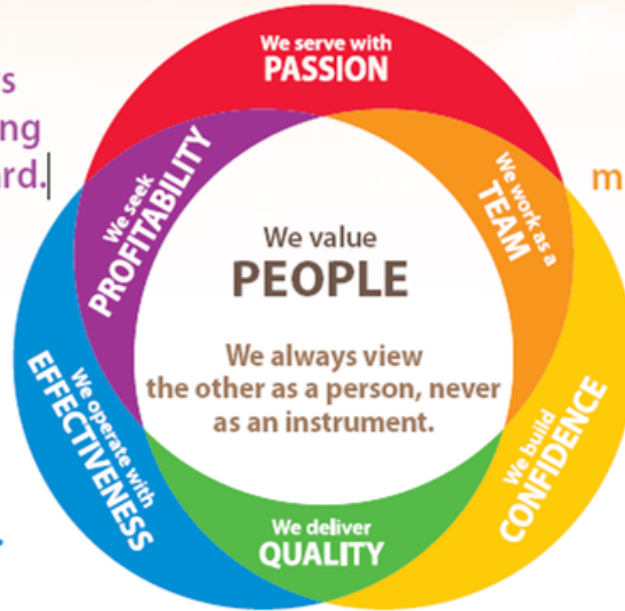 We serve with
PASSION
We seek
PROFITABILITY
We work as a
TEAM
We value
PEOPLE
We always view
the other as a person, never
as an instrument.
We operate with
EFFECTIVENESS
We build
CONFIDENCE
We deliver
QUALITY